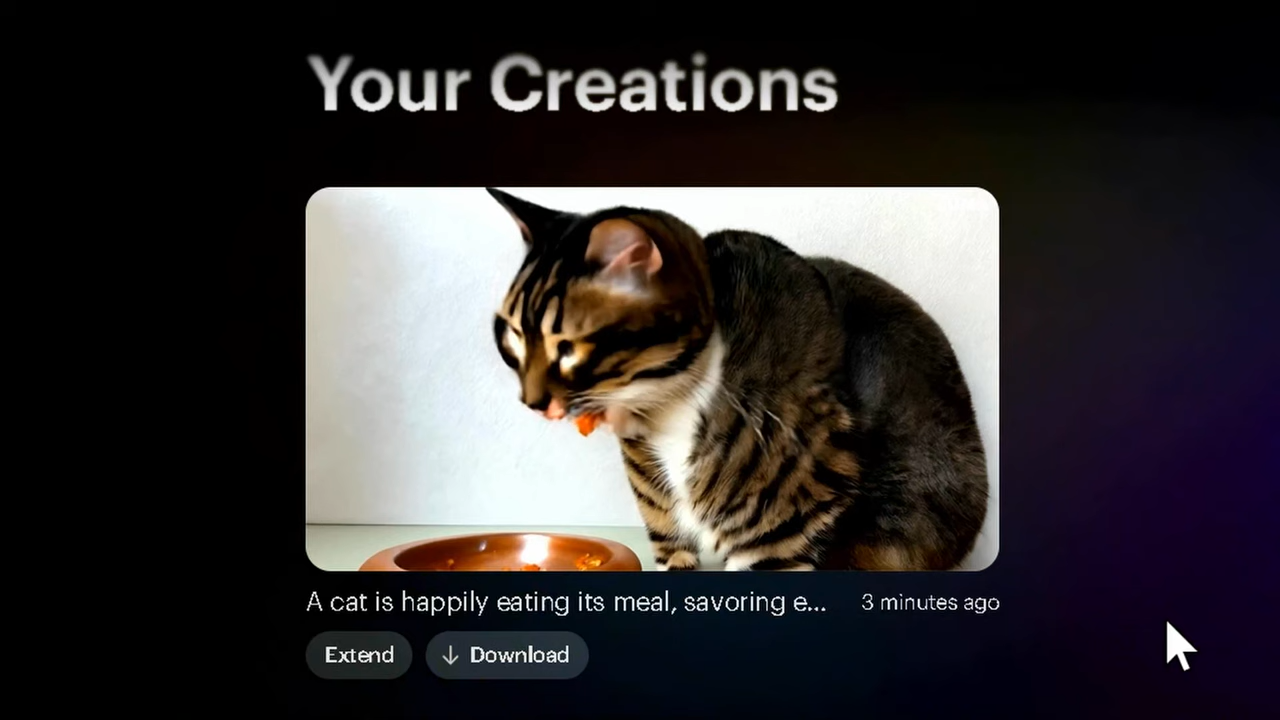 Your Creations
A cat is happily eating its meal, savoring e... 3 minutes ago
Extend Download